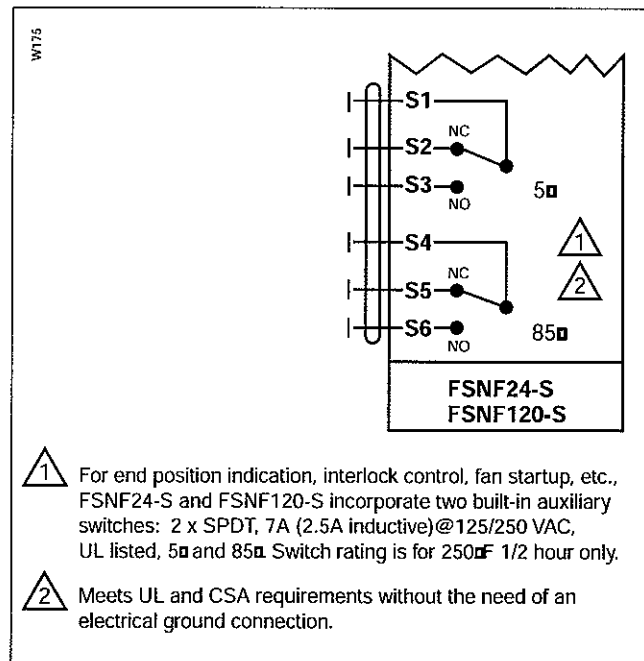 W175
S1
NC
S2
S3
NO
5□
S4
1
NC
S5
2
S6
NO
85□
FSNF24-S
FSNF120-S
1 For end position indication, interlock control, fan startup, etc.,
FSNF24-S and FSNF120-S incorporate two built-in auxiliary
switches: 2 x SPDT, 7A (2.5A inductive)@125/250 VAC,
UL listed, 5□ and 85□. Switch rating is for 250□F 1/2 hour only.
2 Meets UL and CSA requirements without the need of an
electrical ground connection.